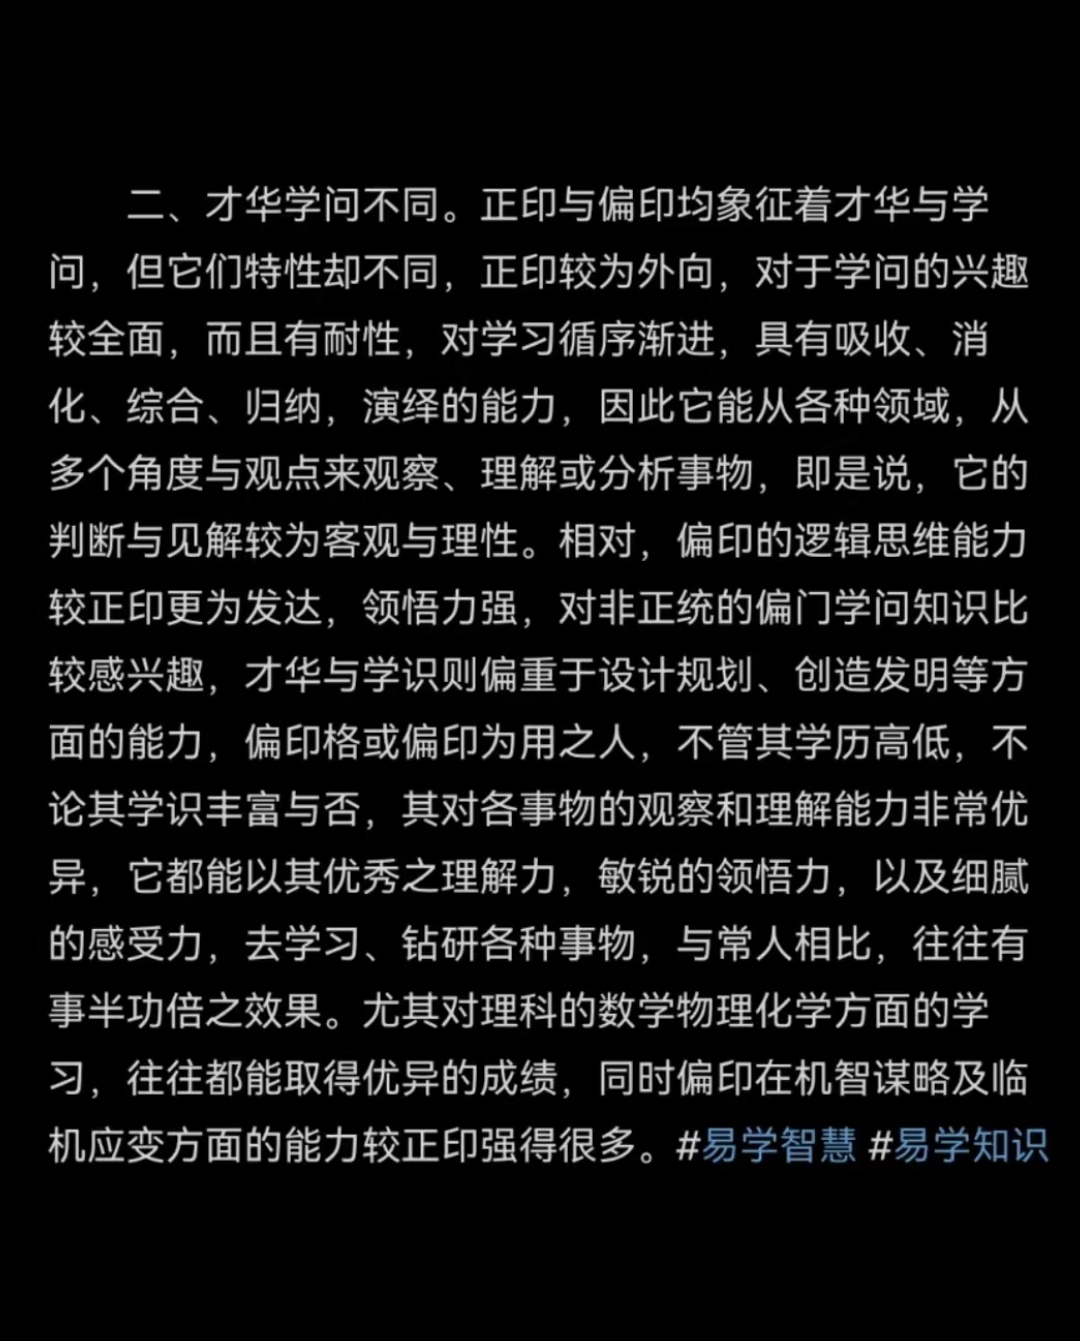 二、才华学问不同。正印与偏印均象征着才华与学
问，但它们特性却不同，正印较为外向，对于学问的兴趣
较全面，而且有耐性，对学习循序渐进，具有吸收、消
化、综合、归纳，演绎的能力，因此它能从各种领域，从
多个角度与观点来观察、理解或分析事物，即是说，它的
判断与见解较为客观与理性。相对，偏印的逻辑思维能力
较正印更为发达，领悟力强，对非正统的偏门学问知识比
较感兴趣，才华与学识则偏重于设计规划、创造发明等方
面的能力，偏印格或偏印为用之人，不管其学历高低，不
论其学识丰富与否，其对各事物的观察和理解能力非常优
异，它都能以其优秀之理解力，敏锐的领悟力，以及细腻
的感受力，去学习、钻研各种事物，与常人相比，往往有
事半功倍之效果。尤其对理科的数学物理化学方面的学
习，往往都能取得优异的成绩，同时偏印在机智谋略及临
机应变方面的能力较正印强得很多。#易学智慧 #易学知识